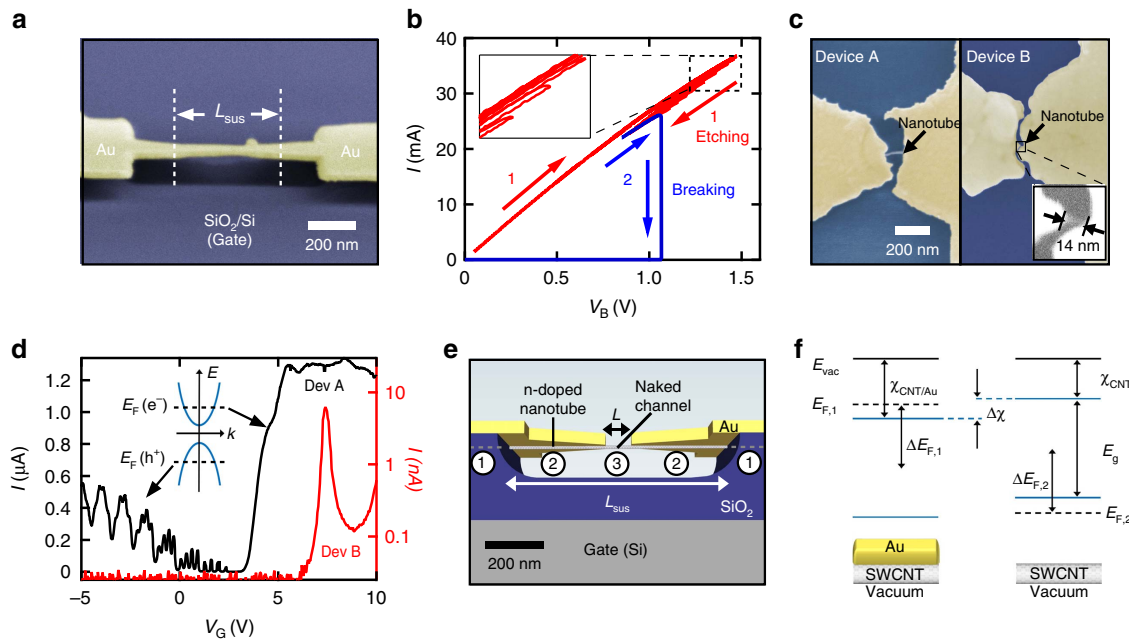 a
L_sus
Au
Au
SiO₂/Si
(Gate)
200 nm
b
40
30
20
10
0
I (mA)
0
0.5
1.0
1.5
V_B (V)
1
Etching
1
2
Breaking
c
Device A
Device B
Nanotube
Nanotube
200 nm
14 nm
d
1.2
0.9
0.6
0.4
0.2
0
I (µA)
E
k
E_F (e⁻)
E_F (h⁺)
Dev A
Dev B
10
1
0.1
I (nA)
−5
0
5
10
V_G (V)
e
n-doped
nanotube
Naked
channel
L
Au
1
2
3
2
1
L_sus
SiO₂
200 nm
Gate (Si)
f
E_vac
χ_CNT/Au
E_F,1
ΔE_F,1
Δχ
χ_CNT
E_g
ΔE_F,2
E_F,2
Au
SWCNT
Vacuum
SWCNT
Vacuum